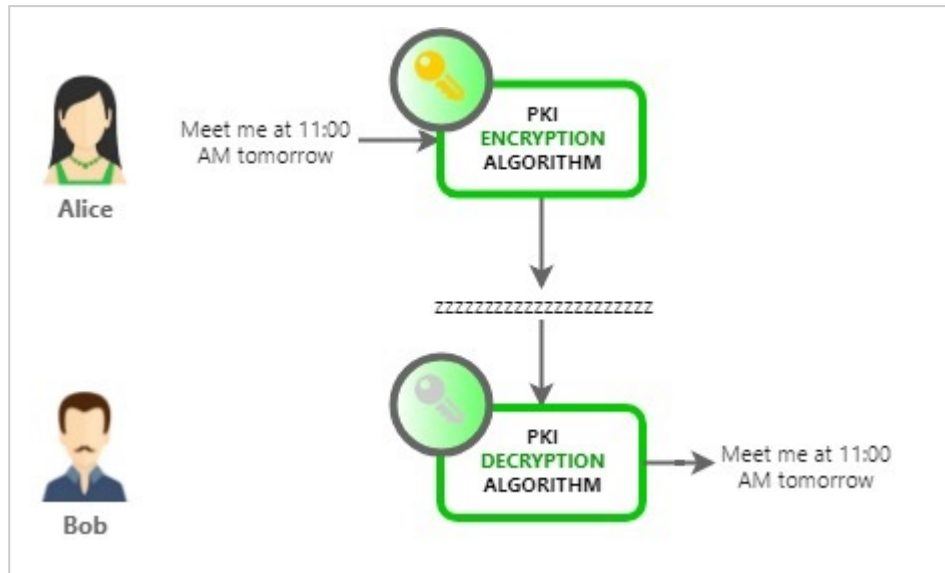 Meet me at 11:00
AM tomorrow
PKI
ENCRYPTION
ALGORITHM
Alice
zzzzzzzzzzzzzzzzzzzzzz
PKI
DECRYPTION
ALGORITHM
Meet me at 11:00
AM tomorrow
Bob